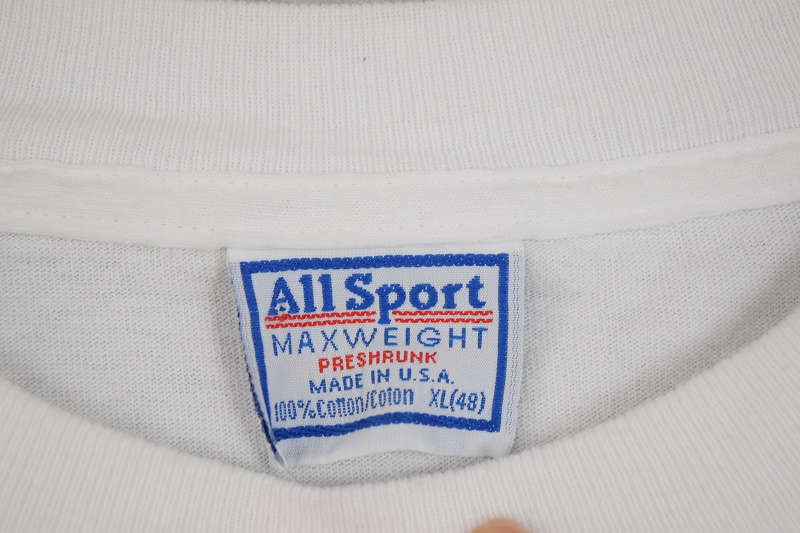 All Sport
MAXWEIGHT
PRESHRUNK
MADE IN U.S.A.
100% Cotton/Coton XL(48)